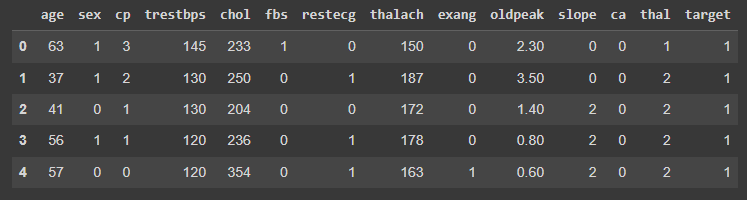 age sex cp trestbps chol fbs restecg thalach exang oldpeak slope ca thal target
0 63 1 3 145 233 1 0 150 0 2.30 0 0 1 1
1 37 1 2 130 250 0 1 187 0 3.50 0 0 2 1
2 41 0 1 130 204 0 0 172 0 1.40 2 0 2 1
3 56 1 1 120 236 0 1 178 0 0.80 2 0 2 1
4 57 0 0 120 354 0 1 163 1 0.60 2 0 2 1